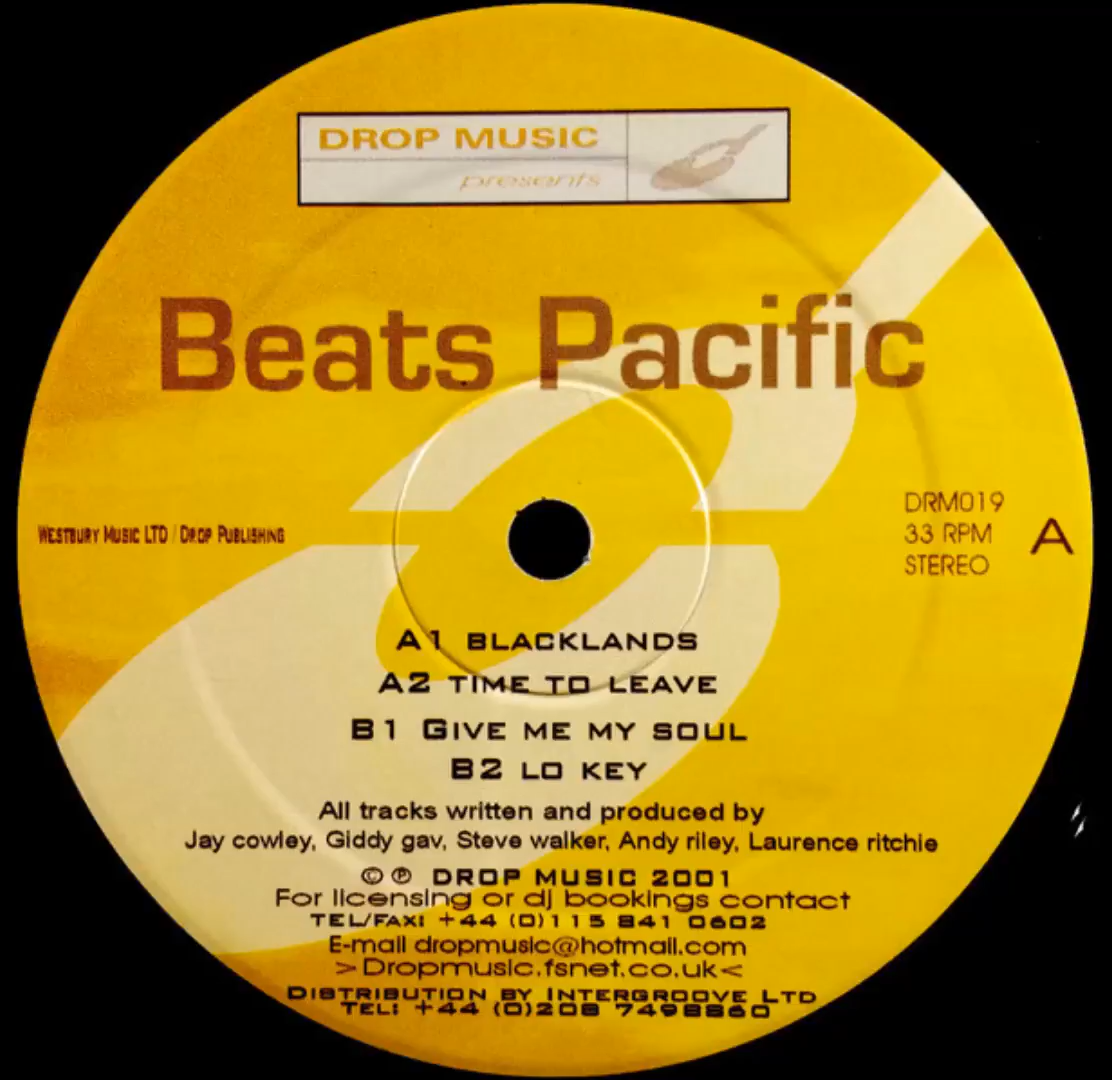 DROP MUSIC
presents
Beats Pacific
WESTBURY MUSIC LTD / DROP PUBLISHING
DRM019
33 RPM
STEREO
A
A1 BLACKLANDS
A2 TIME TO LEAVE
B1 GIVE ME MY SOUL
B2 LO KEY
All tracks written and produced by
Jay cowley, Giddy gav, Steve walker, Andy riley, Laurence ritchie
© ℗ DROP MUSIC 2001
For licensing or dj bookings contact
TEL/FAX: +44 (0)115 841 0602
E-mail dropmusic@hotmail.com
>Dropmusic.fsnet.co.uk<
DISTRIBUTION BY INTERGROOVE LTD
TEL: +44 (0)208 7498860